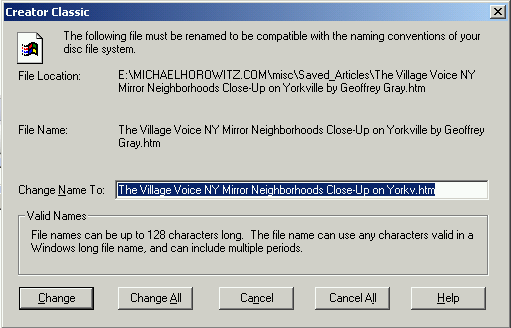 Creator Classic
The following file must be renamed to be compatible with the naming conventions of your
disc file system.
File Location:
E:\MICHAELHOROWITZ.COM\misc\Saved_Articles\The Village Voice NY
Mirror Neighborhoods Close-Up on Yorkville by Geoffrey Gray.htm
File Name:
The Village Voice NY Mirror Neighborhoods Close-Up on Yorkville by Geoffrey
Gray.htm
Change Name To:
The Village Voice NY Mirror Neighborhoods Close-Up on Yorkv.htm
Valid Names
File names can be up to 128 characters long. The file name can use any characters valid in a
Windows long file name, and can include multiple periods.
Change
Change All
Cancel
Cancel All
Help